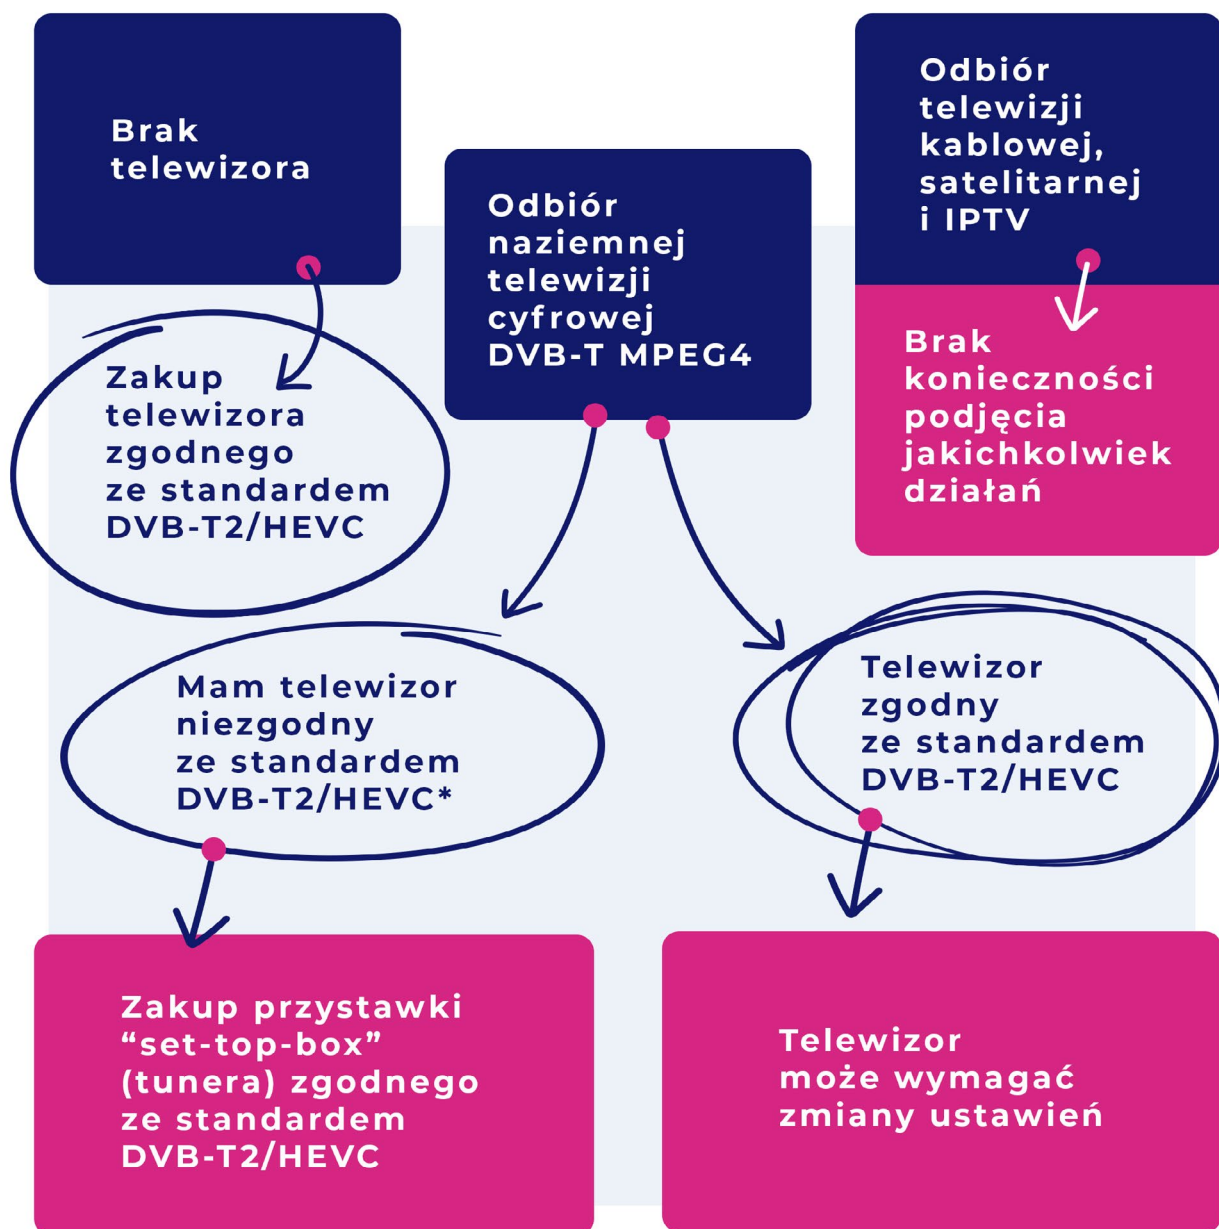 Brak
telewizora
Odbiór
telewizji
kablowej,
satelitarnej
i IPTV
Odbiór
naziemnej
telewizji
cyfrowej
DVB-T MPEG4
Zakup
telewizora
zgodnego
ze standardem
DVB-T2/HEVC
Brak
konieczności
podjęcia
jakichkolwiek
działań
Mam telewizor
niezgodny
ze standardem
DVB-T2/HEVC*
Telewizor
zgodny
ze standardem
DVB-T2/HEVC
Zakup przystawki
“set-top-box”
(tunera) zgodnego
ze standardem
DVB-T2/HEVC
Telewizor
może wymagać
zmiany ustawień